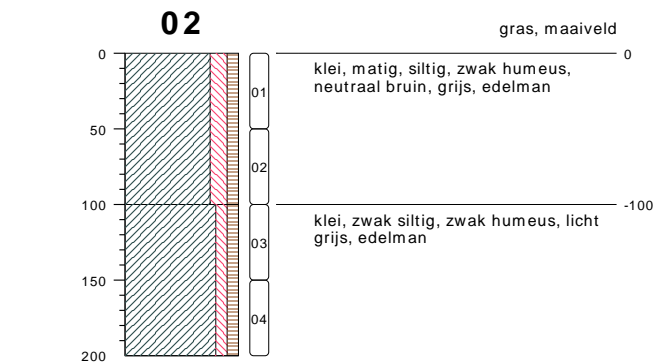 02
gras, maaiveld
0
0
klei, matig, siltig, zwak humeus,
neutraal bruin, grijs, edelman
01
50
02
100
-100
klei, zwak siltig, zwak humeus, licht
grijs, edelman
03
150
04
200